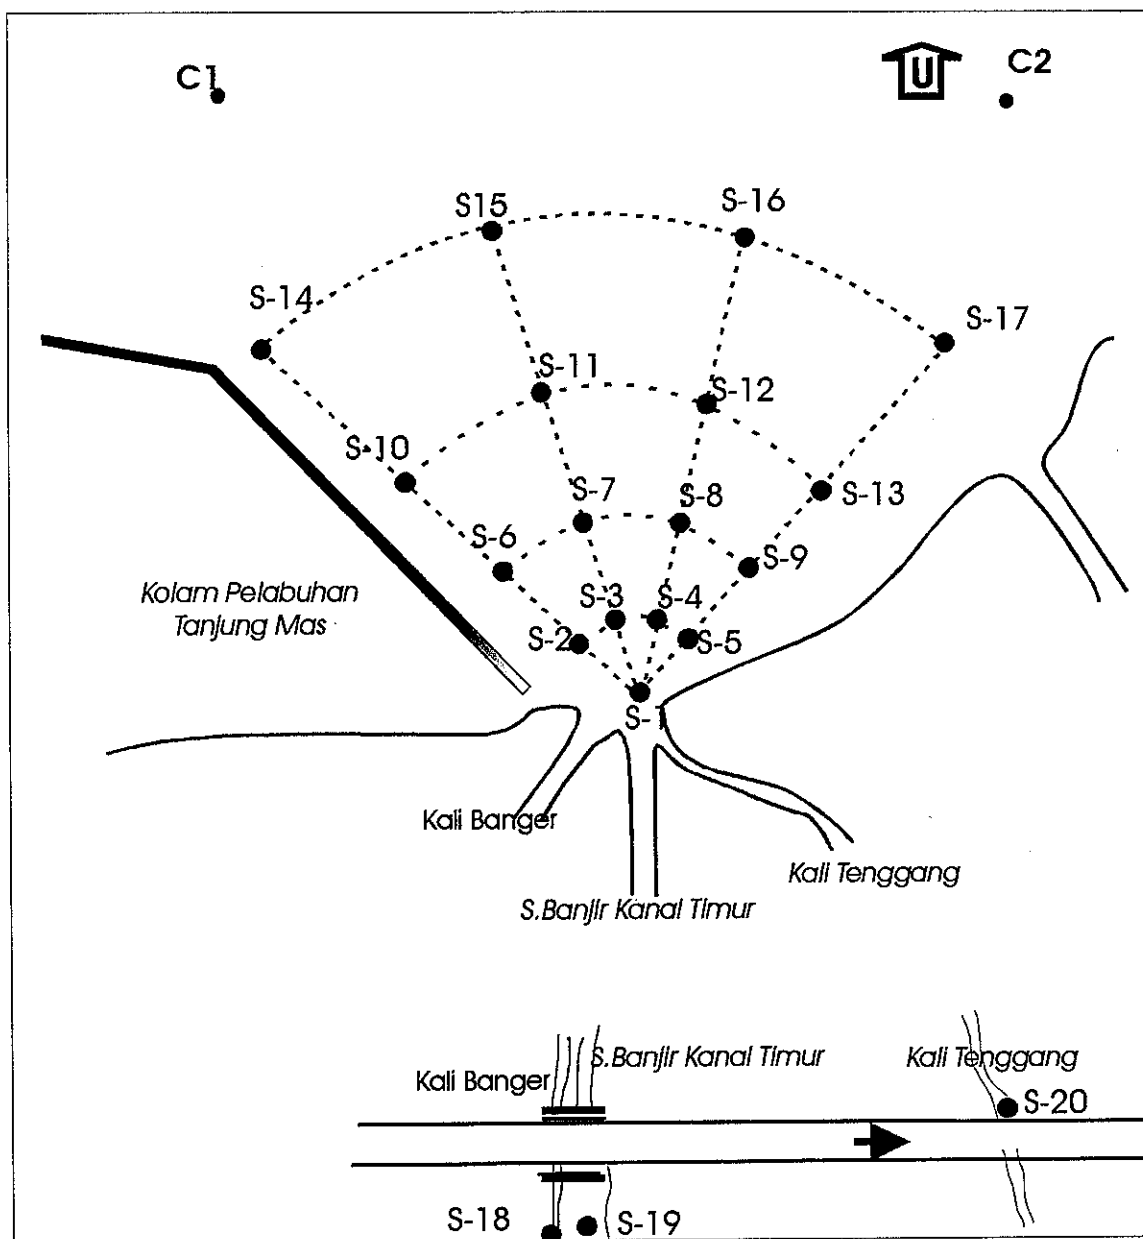 C1
U
C2
S15
S-16
S-14
S-17
S-11
S-12
S-10
S-13
S-7
S-8
S-6
S-9
Kolam Pelabuhan
Tanjung Mas
S-3
S-4
S-2
S-5
S-1
Kali Banger
Kali Tenggang
S.Banjir Kanal Timur
S.Banjir Kanal Timur
Kali Tenggang
Kali Banger
S-20
S-18
S-19